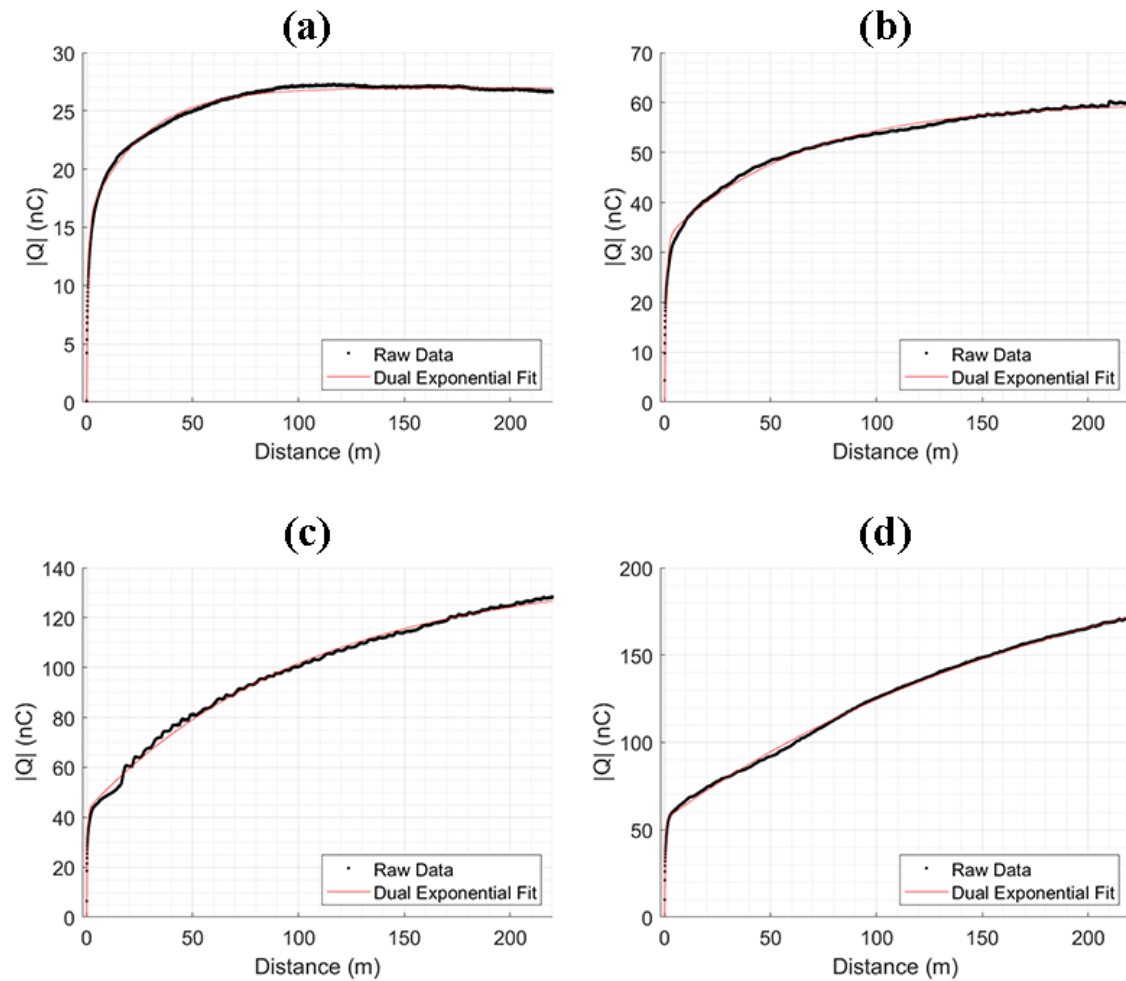 (a)
30
25
20
15
10
5
0
|Q| (nC)
0 50 100 150 200
Distance (m)
Raw Data
Dual Exponential Fit
(b)
70
60
50
40
30
20
10
0
|Q| (nC)
0 50 100 150 200
Distance (m)
Raw Data
Dual Exponential Fit
(c)
140
120
100
80
60
40
20
0
|Q| (nC)
0 50 100 150 200
Distance (m)
Raw Data
Dual Exponential Fit
(d)
200
150
100
50
0
|Q| (nC)
0 50 100 150 200
Distance (m)
Raw Data
Dual Exponential Fit